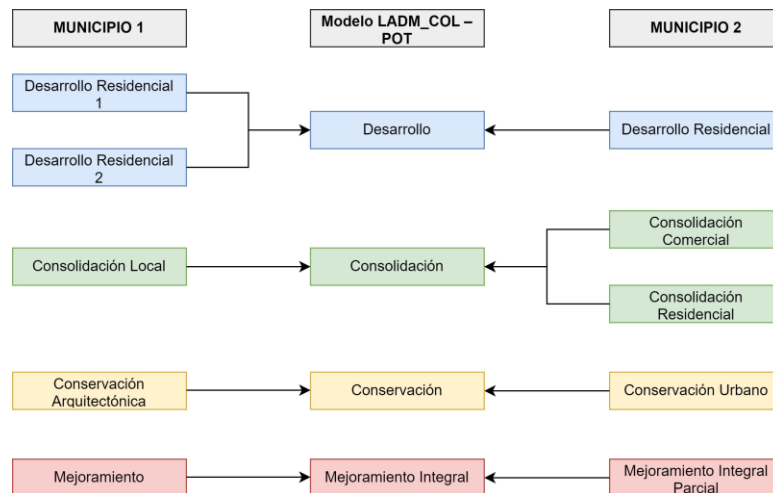 MUNICIPIO 1
Modelo LADM_COL –
POT
MUNICIPIO 2
Desarrollo Residencial
1
Desarrollo Residencial
2
Desarrollo
Desarrollo Residencial
Consolidación Local
Consolidación
Consolidación
Comercial
Consolidación
Residencial
Conservación
Arquitectónica
Conservación
Conservación Urbano
Mejoramiento
Mejoramiento Integral
Mejoramiento Integral
Parcial